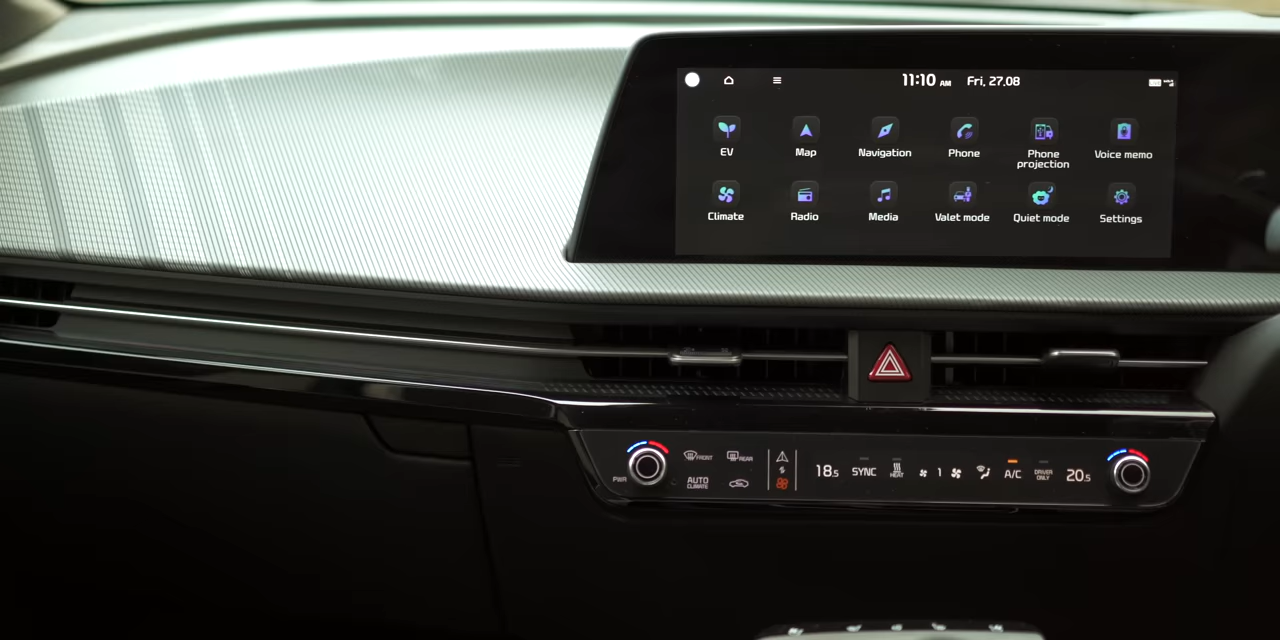 11:10 AM Fri, 27.08
EV Map Navigation Phone Phone projection Voice memo
Climate Radio Media Valet mode Quiet mode Settings
FRONT REAR
PWR AUTO CLIMATE
18.5 SYNC HEAT 1 A/C DRIVER ONLY 20.5